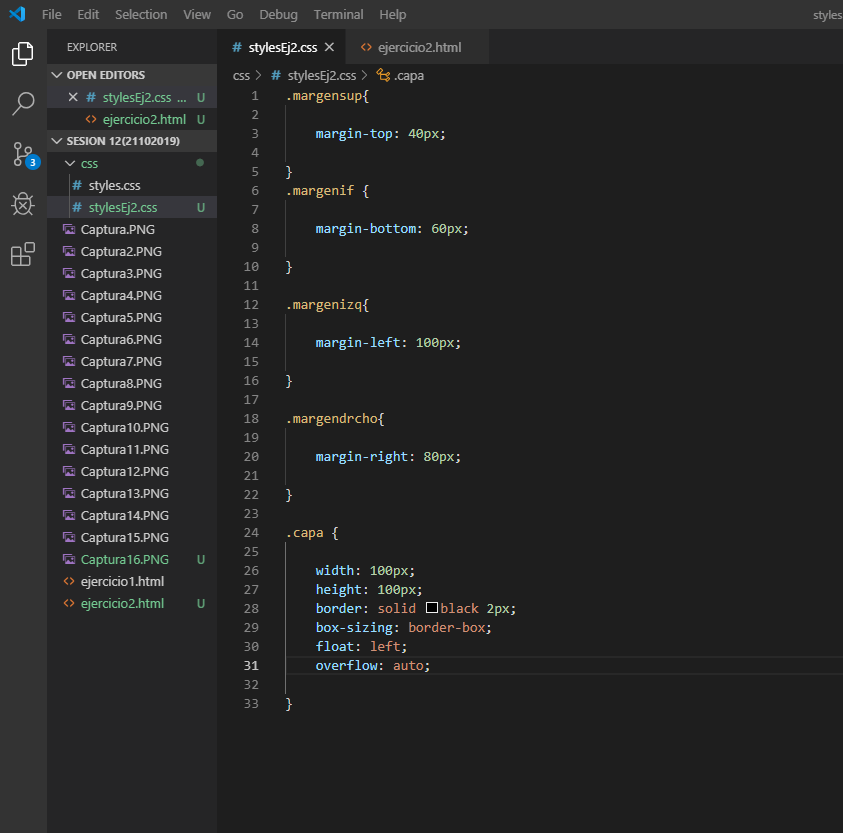 File Edit Selection View Go Debug Terminal Help styles
EXPLORER
OPEN EDITORS
stylesEj2.css ... U
ejercicio2.html U
SESION 12(21102019)
css
# styles.css
# stylesEj2.css U
Captura.PNG
Captura2.PNG
Captura3.PNG
Captura4.PNG
Captura5.PNG
Captura6.PNG
Captura7.PNG
Captura8.PNG
Captura9.PNG
Captura10.PNG
Captura11.PNG
Captura12.PNG
Captura13.PNG
Captura14.PNG
Captura15.PNG
Captura16.PNG U
ejercicio1.html
ejercicio2.html U
3
# stylesEj2.css ejercicio2.html
css > # stylesEj2.css > .capa
1 .margensup{
2
3 margin-top: 40px;
4
5 }
6 .margenif {
7
8 margin-bottom: 60px;
9
10 }
11
12 .margenizq{
13
14 margin-left: 100px;
15
16 }
17
18 .margendrcho{
19
20 margin-right: 80px;
21
22 }
23
24 .capa {
25
26 width: 100px;
27 height: 100px;
28 border: solid black 2px;
29 box-sizing: border-box;
30 float: left;
31 overflow: auto;
32
33 }